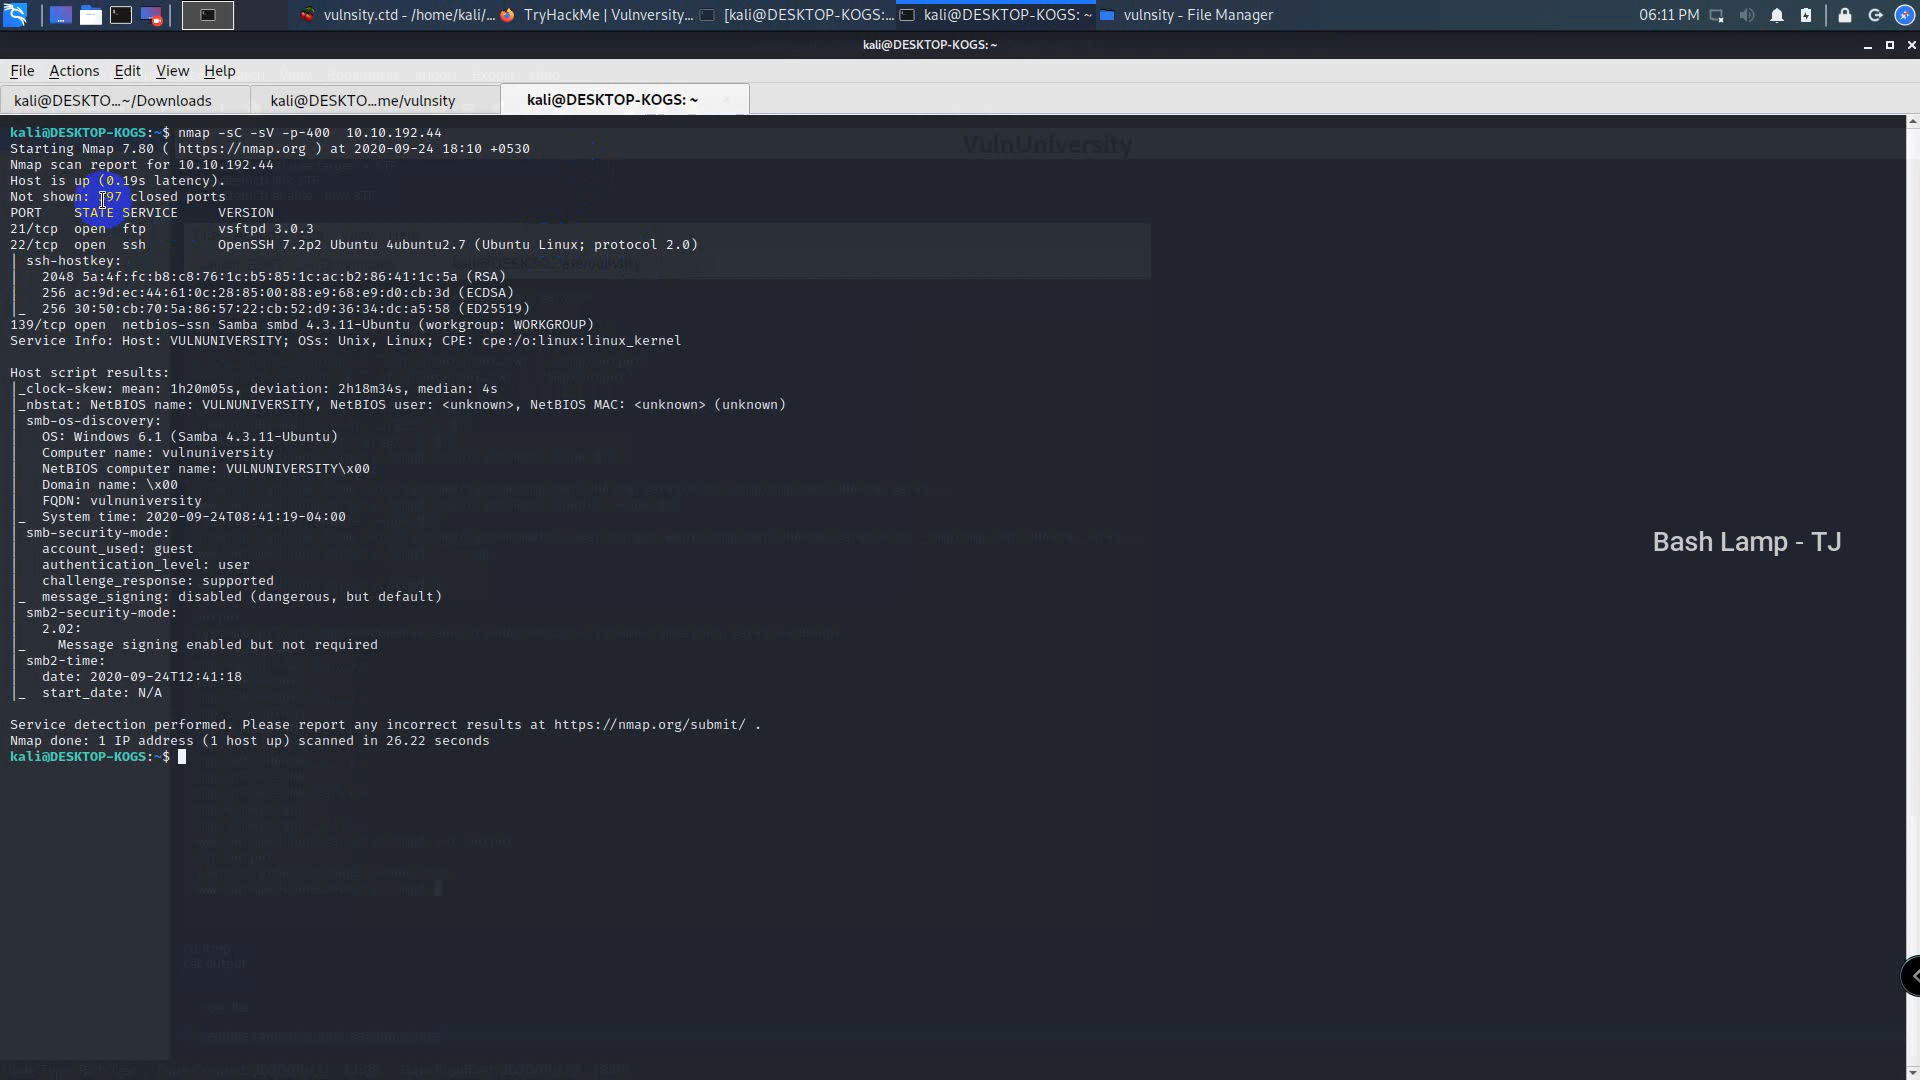 vulnsity.ctd - /home/kali/...
TryHackMe | Vulnversity...
[kali@DESKTOP-KOGS:...
kali@DESKTOP-KOGS: ~
vulnsity - File Manager
06:11 PM
kali@DESKTOP-KOGS: ~
File Actions Edit View Help
kali@DESKTO...~/Downloads
kali@DESKTO...me/vulnsity
kali@DESKTOP-KOGS: ~
kali@DESKTOP-KOGS:~$ nmap -sC -sV -p-400  10.10.192.44
Starting Nmap 7.80 ( https://nmap.org ) at 2020-09-24 18:10 +0530
Nmap scan report for 10.10.192.44
Host is up (0.19s latency).
Not shown: 397 closed ports
PORT    STATE SERVICE     VERSION
21/tcp  open  ftp         vsftpd 3.0.3
22/tcp  open  ssh         OpenSSH 7.2p2 Ubuntu 4ubuntu2.7 (Ubuntu Linux; protocol 2.0)
| ssh-hostkey:
|   2048 5a:4f:fc:b8:c8:76:1c:b5:85:1c:ac:b2:86:41:1c:5a (RSA)
|   256 ac:9d:ec:44:61:0c:28:85:00:88:e9:68:e9:d0:cb:3d (ECDSA)
|_  256 30:50:cb:70:5a:86:57:22:cb:52:d9:36:34:dc:a5:58 (ED25519)
139/tcp open  netbios-ssn Samba smbd 4.3.11-Ubuntu (workgroup: WORKGROUP)
Service Info: Host: VULNUNIVERSITY; OSs: Unix, Linux; CPE: cpe:/o:linux:linux_kernel
Host script results:
|_clock-skew: mean: 1h20m05s, deviation: 2h18m34s, median: 4s
|_nbstat: NetBIOS name: VULNUNIVERSITY, NetBIOS user: <unknown>, NetBIOS MAC: <unknown> (unknown)
| smb-os-discovery:
|   OS: Windows 6.1 (Samba 4.3.11-Ubuntu)
|   Computer name: vulnuniversity
|   NetBIOS computer name: VULNUNIVERSITY\x00
|   Domain name: \x00
|   FQDN: vulnuniversity
|_  System time: 2020-09-24T08:41:19-04:00
| smb-security-mode:
|   account_used: guest
|   authentication_level: user
|   challenge_response: supported
|_  message_signing: disabled (dangerous, but default)
| smb2-security-mode:
|   2.02:
|_    Message signing enabled but not required
| smb2-time:
|   date: 2020-09-24T12:41:18
|_  start_date: N/A
Service detection performed. Please report any incorrect results at https://nmap.org/submit/ .
Nmap done: 1 IP address (1 host up) scanned in 26.22 seconds
kali@DESKTOP-KOGS:~$
VulnUniversity
Bash Lamp - TJ